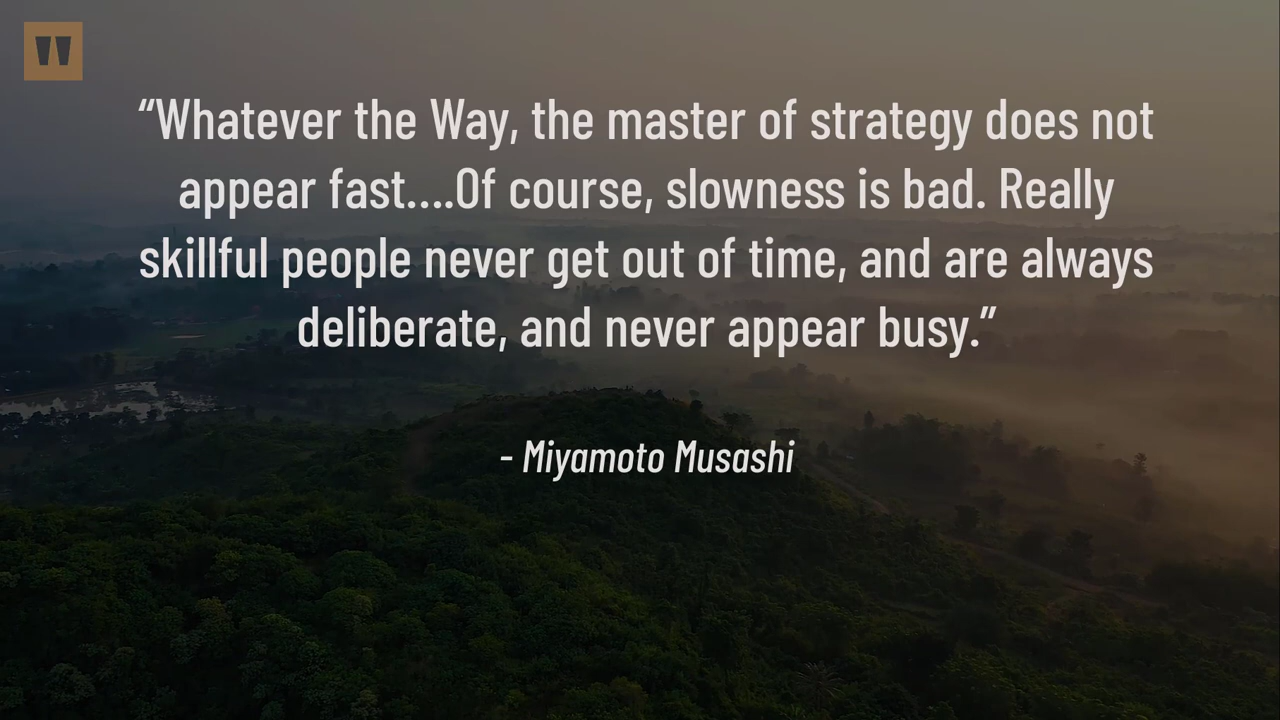 “Whatever the Way, the master of strategy does not
appear fast....Of course, slowness is bad. Really
skillful people never get out of time, and are always
deliberate, and never appear busy.”
- Miyamoto Musashi